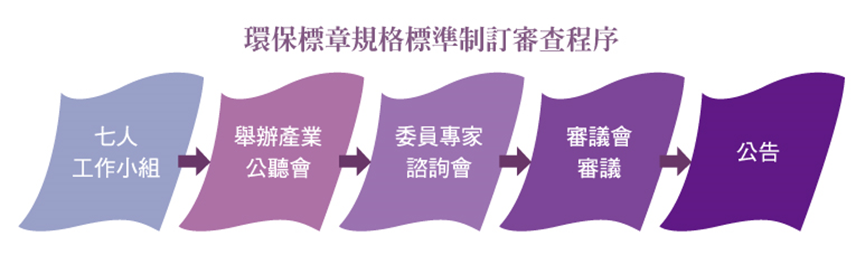 環保標章規格標準制訂審查程序
七人
工作小組
舉辦產業
公聽會
委員專家
諮詢會
審議會
審議
公告